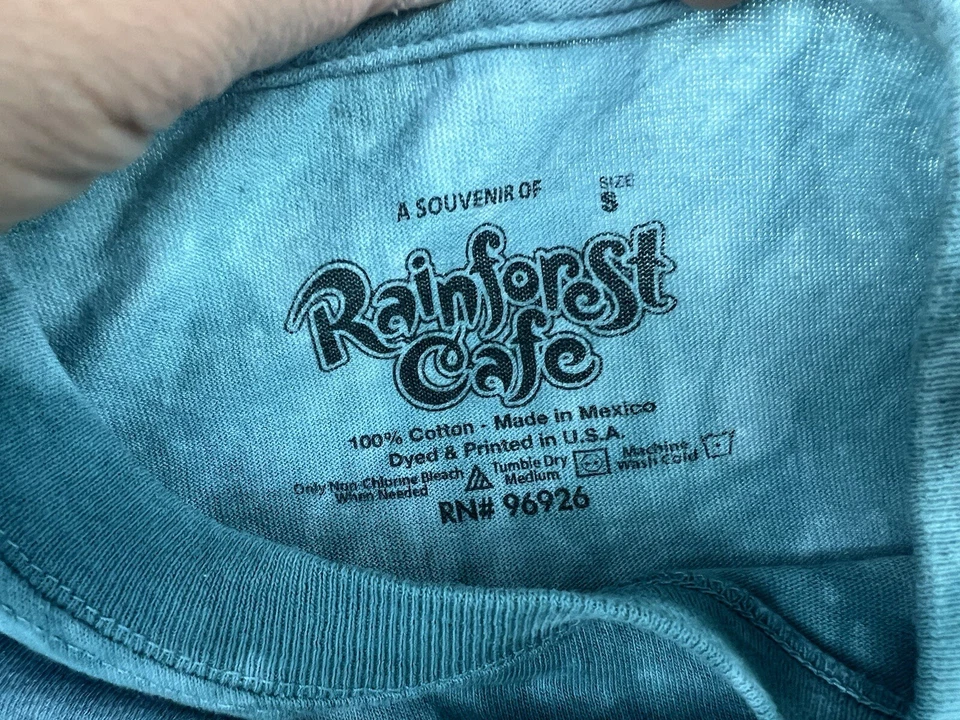 A SOUVENIR OF
SIZE
S
Rainforest
Cafe
100% Cotton - Made in Mexico
Dyed & Printed in U.S.A.
Only Non-Chlorine Bleach
When Needed
Tumble Dry
Medium
Machine
wash cold
RN# 96926